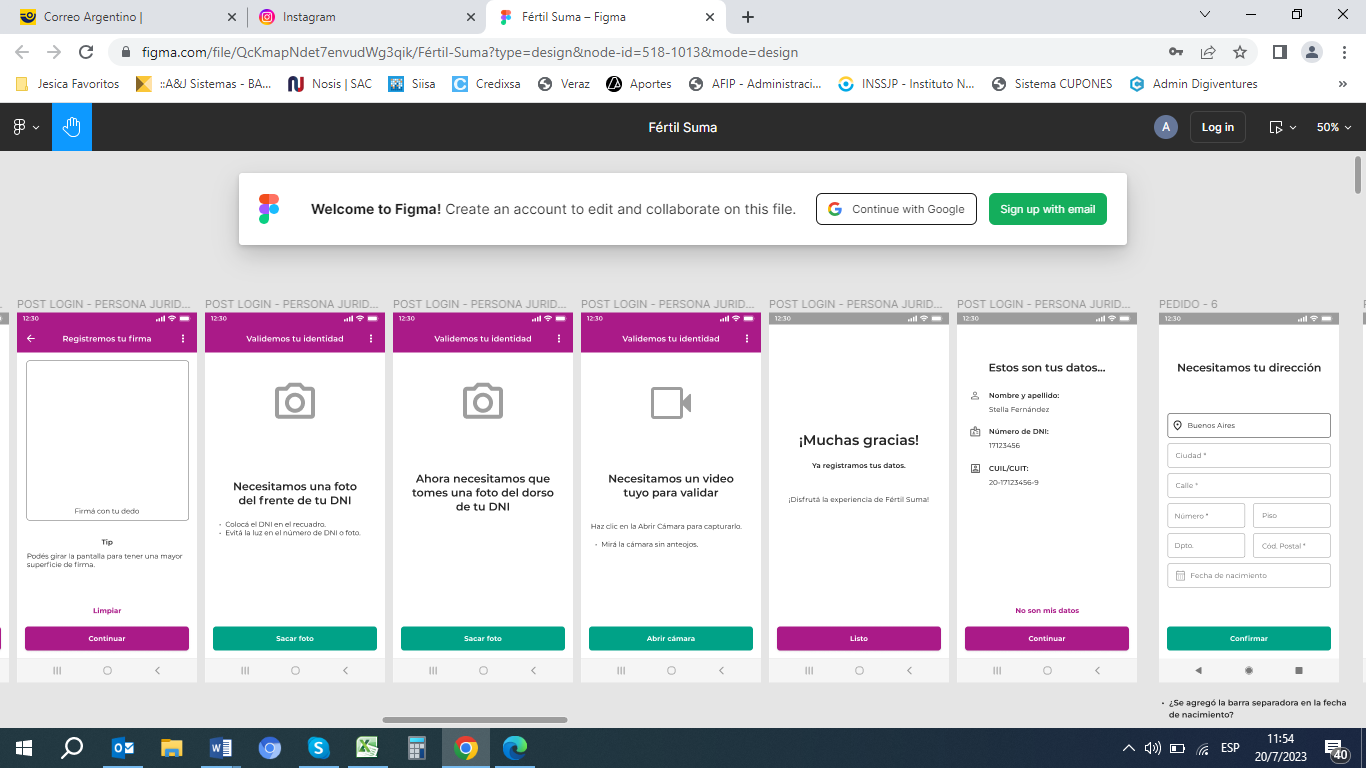 Correo Argentino |
Instagram
Fértil Suma – Figma
figma.com/file/QcKmapNdet7envudWg3qik/Fértil-Suma?type=design&node-id=518-1013&mode=design
Jesica Favoritos
::A&J Sistemas - BA...
Nosis | SAC
Siisa
Credixsa
Veraz
Aportes
AFIP - Administraci...
INSSJP - Instituto N...
Sistema CUPONES
Admin Digiventures
»
Fértil Suma
A
Log in
50%
Welcome to Figma! Create an account to edit and collaborate on this file.
Continue with Google
Sign up with email
POST LOGIN - PERSONA JURID...
12:30
Registremos tu firma
Firmá con tu dedo
Tip
Podés girar la pantalla para tener una mayor
superficie de firma.
Limpiar
Continuar
POST LOGIN - PERSONA JURID...
12:30
Validemos tu identidad
Necesitamos una foto
del frente de tu DNI
- Colocá el DNI en el recuadro.
- Evitá la luz en el número de DNI o foto.
Sacar foto
POST LOGIN - PERSONA JURID...
12:30
Validemos tu identidad
Ahora necesitamos que
tomes una foto del dorso
de tu DNI
Sacar foto
POST LOGIN - PERSONA JURID...
12:30
Validemos tu identidad
Necesitamos un video
tuyo para validar
Haz clic en la Abrir Cámara para capturarlo.
- Mirá la cámara sin anteojos.
Abrir cámara
POST LOGIN - PERSONA JURID...
12:30
¡Muchas gracias!
Ya registramos tus datos.
¡Disfrutá la experiencia de Fértil Suma!
Listo
POST LOGIN - PERSONA JURID...
12:30
Estos son tus datos...
Nombre y apellido:
Stella Fernández
Número de DNI:
17123456
CUIL/CUIT:
20-17123456-9
No son mis datos
Continuar
PEDIDO - 6
12:30
Necesitamos tu dirección
Buenos Aires
Ciudad *
Calle *
Número *
Piso
Dpto.
Cód. Postal *
Fecha de nacimiento
Confirmar
• ¿Se agregó la barra separadora en la fecha
de nacimiento?
ESP
11:54
20/7/2023
40